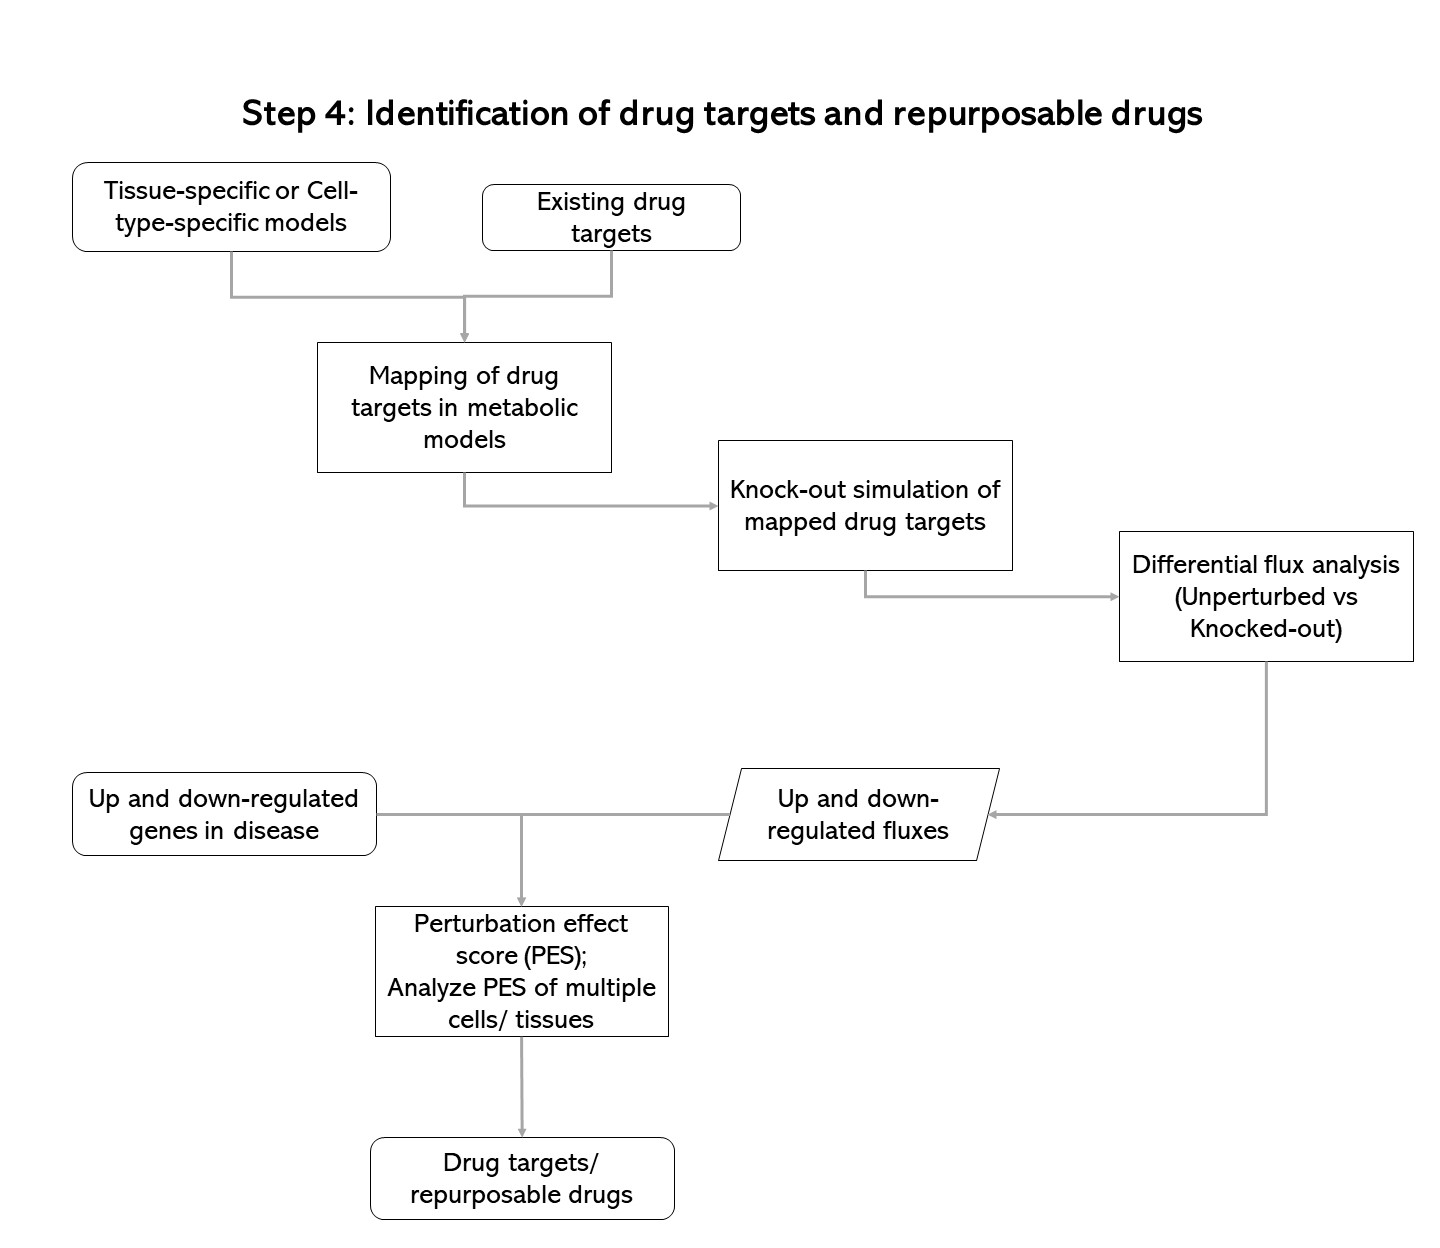 Step 4: Identification of drug targets and repurposable drugs
Tissue-specific or Cell-
type-specific models
Existing drug
targets
Mapping of drug
targets in metabolic
models
Knock-out simulation of
mapped drug targets
Differential flux analysis
(Unperturbed vs
Knocked-out)
Up and down-regulated
genes in disease
Up and down-
regulated fluxes
Perturbation effect
score (PES);
Analyze PES of multiple
cells/ tissues
Drug targets/
repurposable drugs